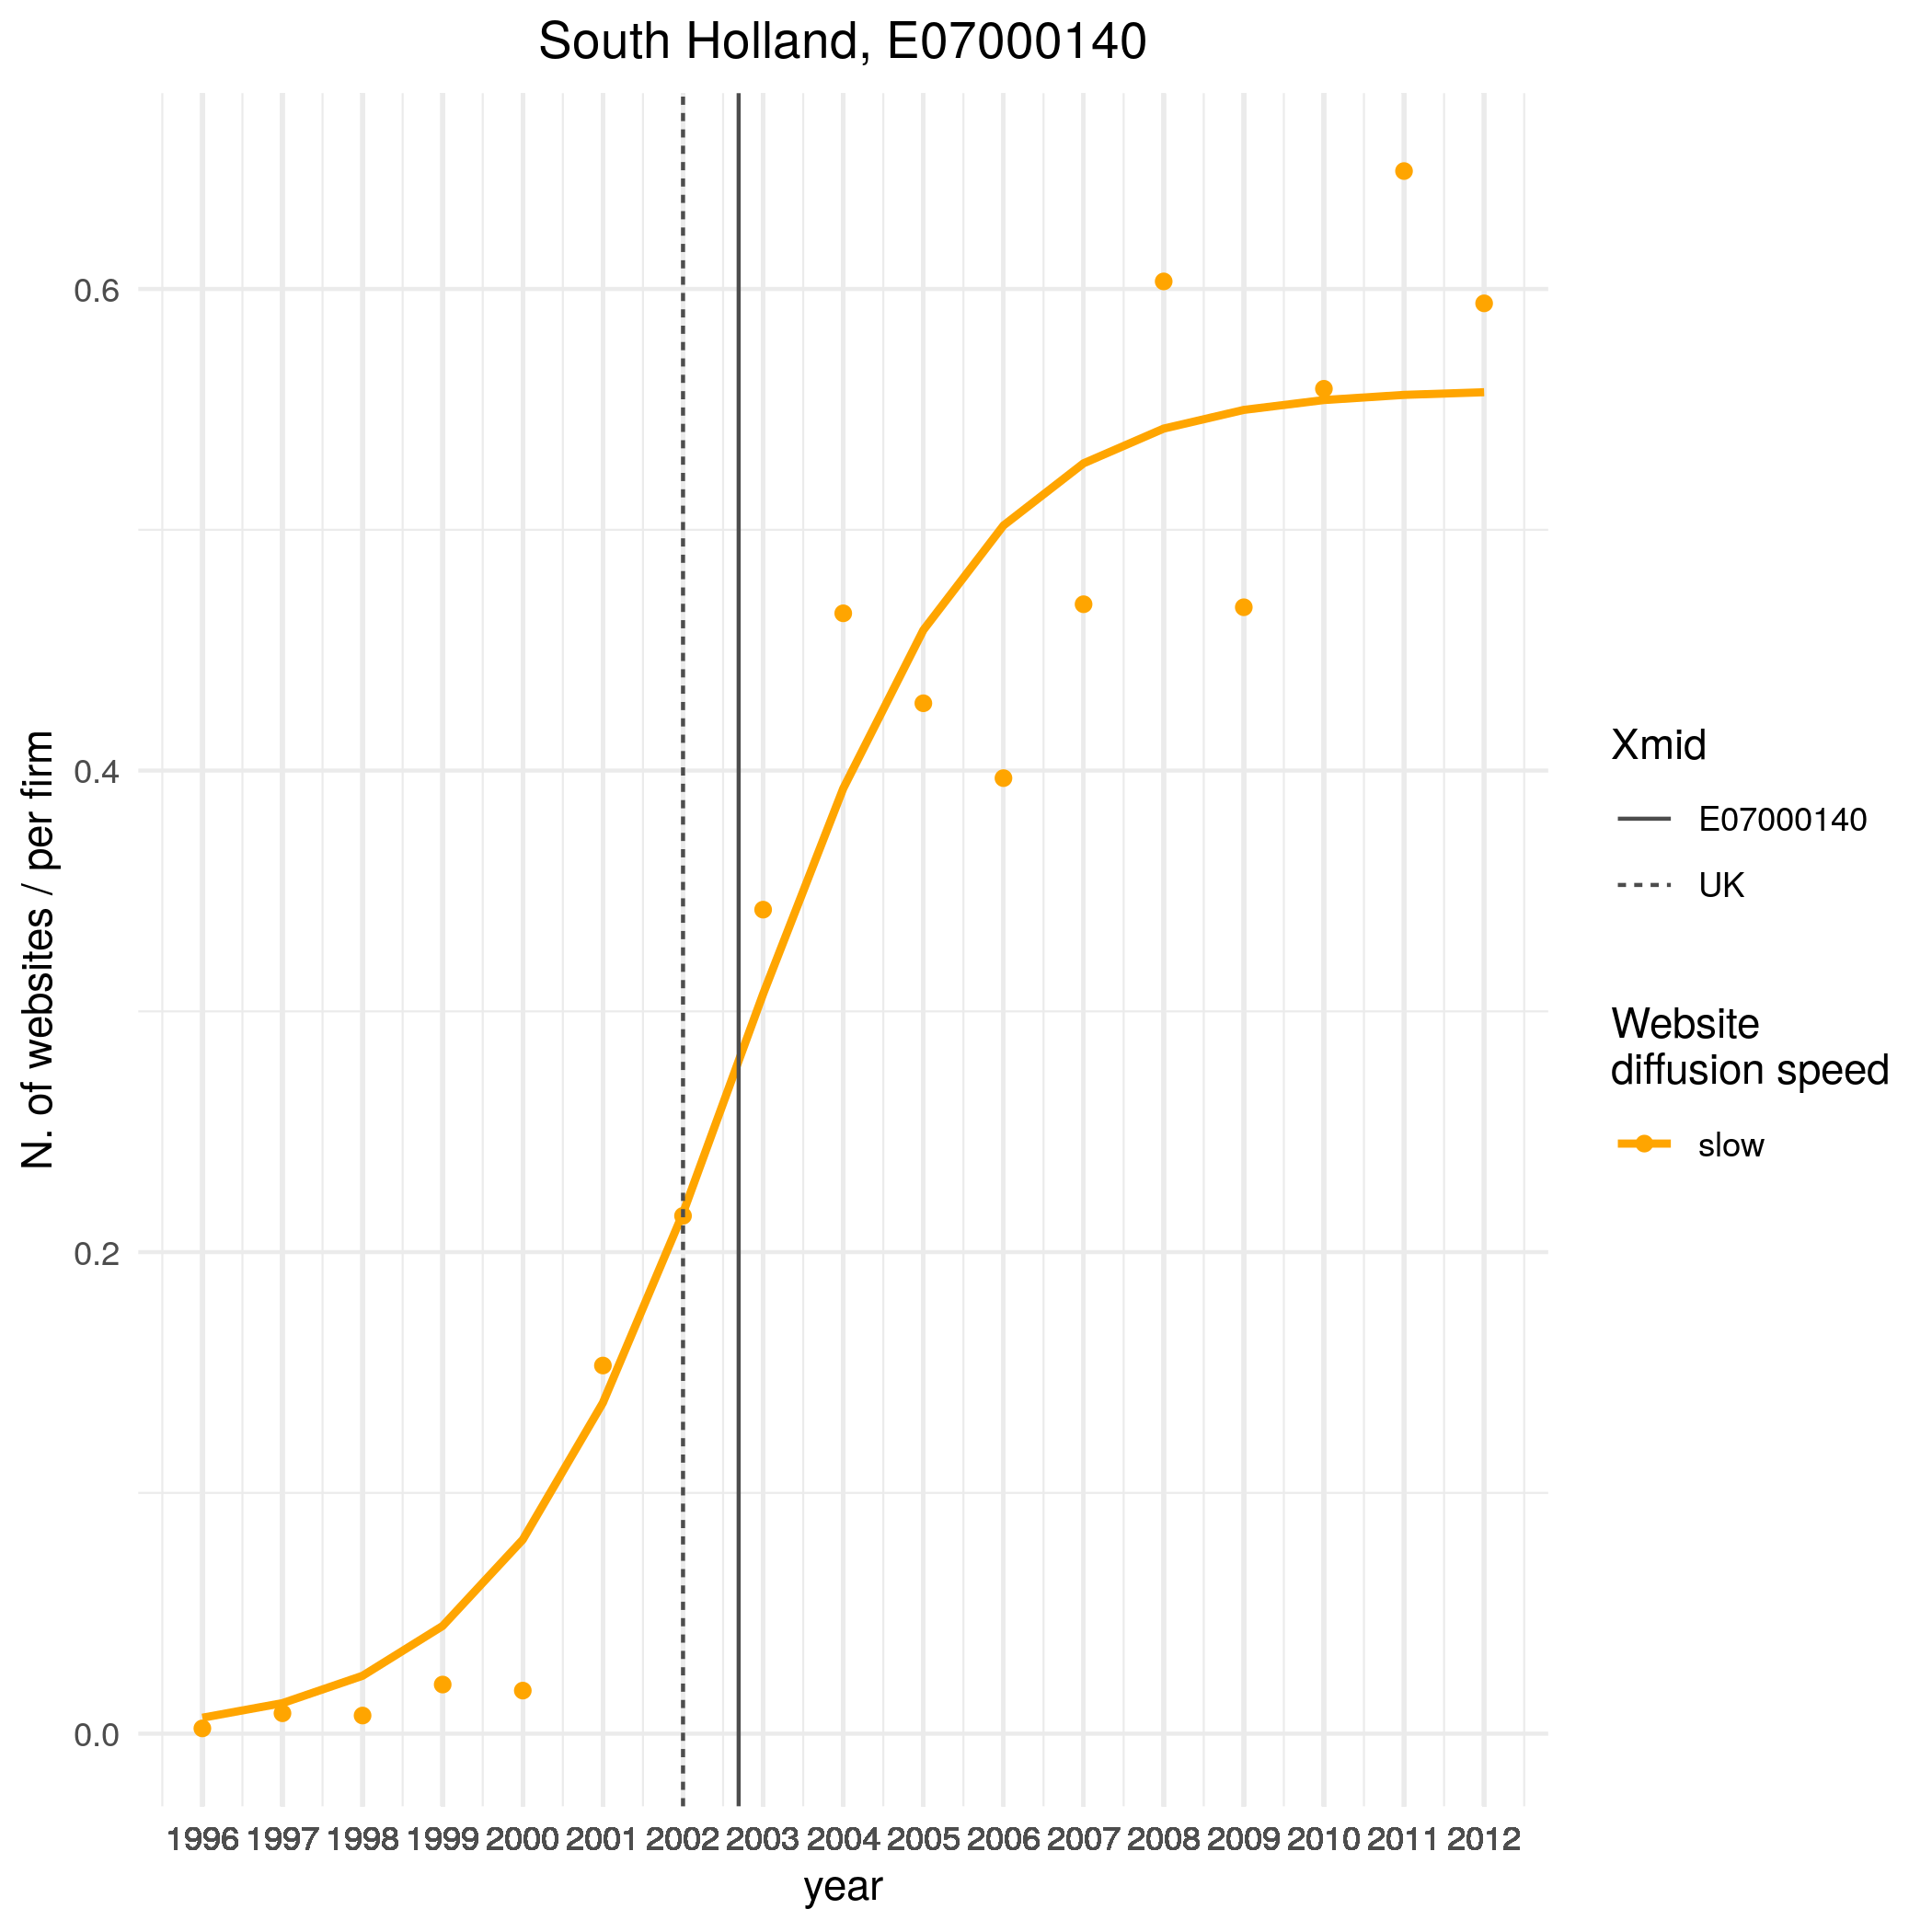 South Holland, E07000140
N. of websites / per firm
0.6
0.4
0.2
0.0
1996 1997 1998 1999 2000 2001 2002 2003 2004 2005 2006 2007 2008 2009 2010 2011 2012
year
Xmid
E07000140
UK
Website
diffusion speed
slow